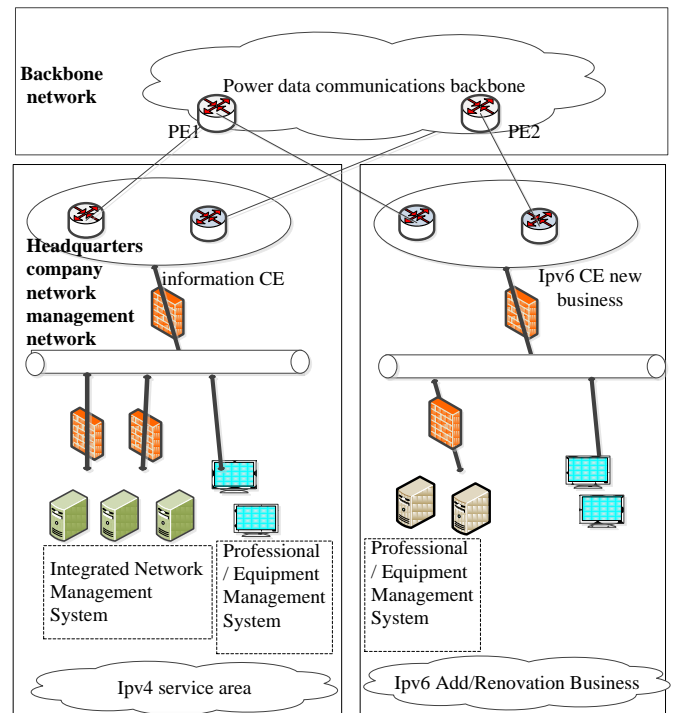 Backbone
network
Power data communications backbone
PE1
PE2
Headquarters
company
network
management
network
information CE
Ipv6 CE new
business
Integrated Network
Management
System
Professional
/ Equipment
Management
System
Professional
/ Equipment
Management
System
Ipv4 service area
Ipv6 Add/Renovation Business